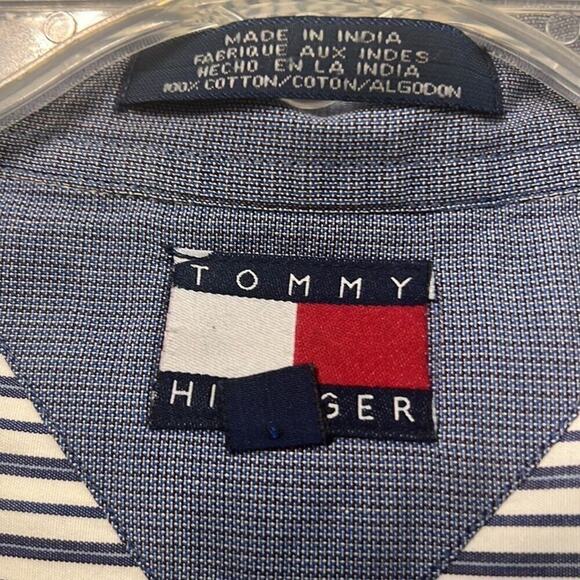 MADE IN INDIA
FABRIQUE AUX INDES
HECHO EN LA INDIA
100% COTTON/COTON/ALGODON
TOMMY